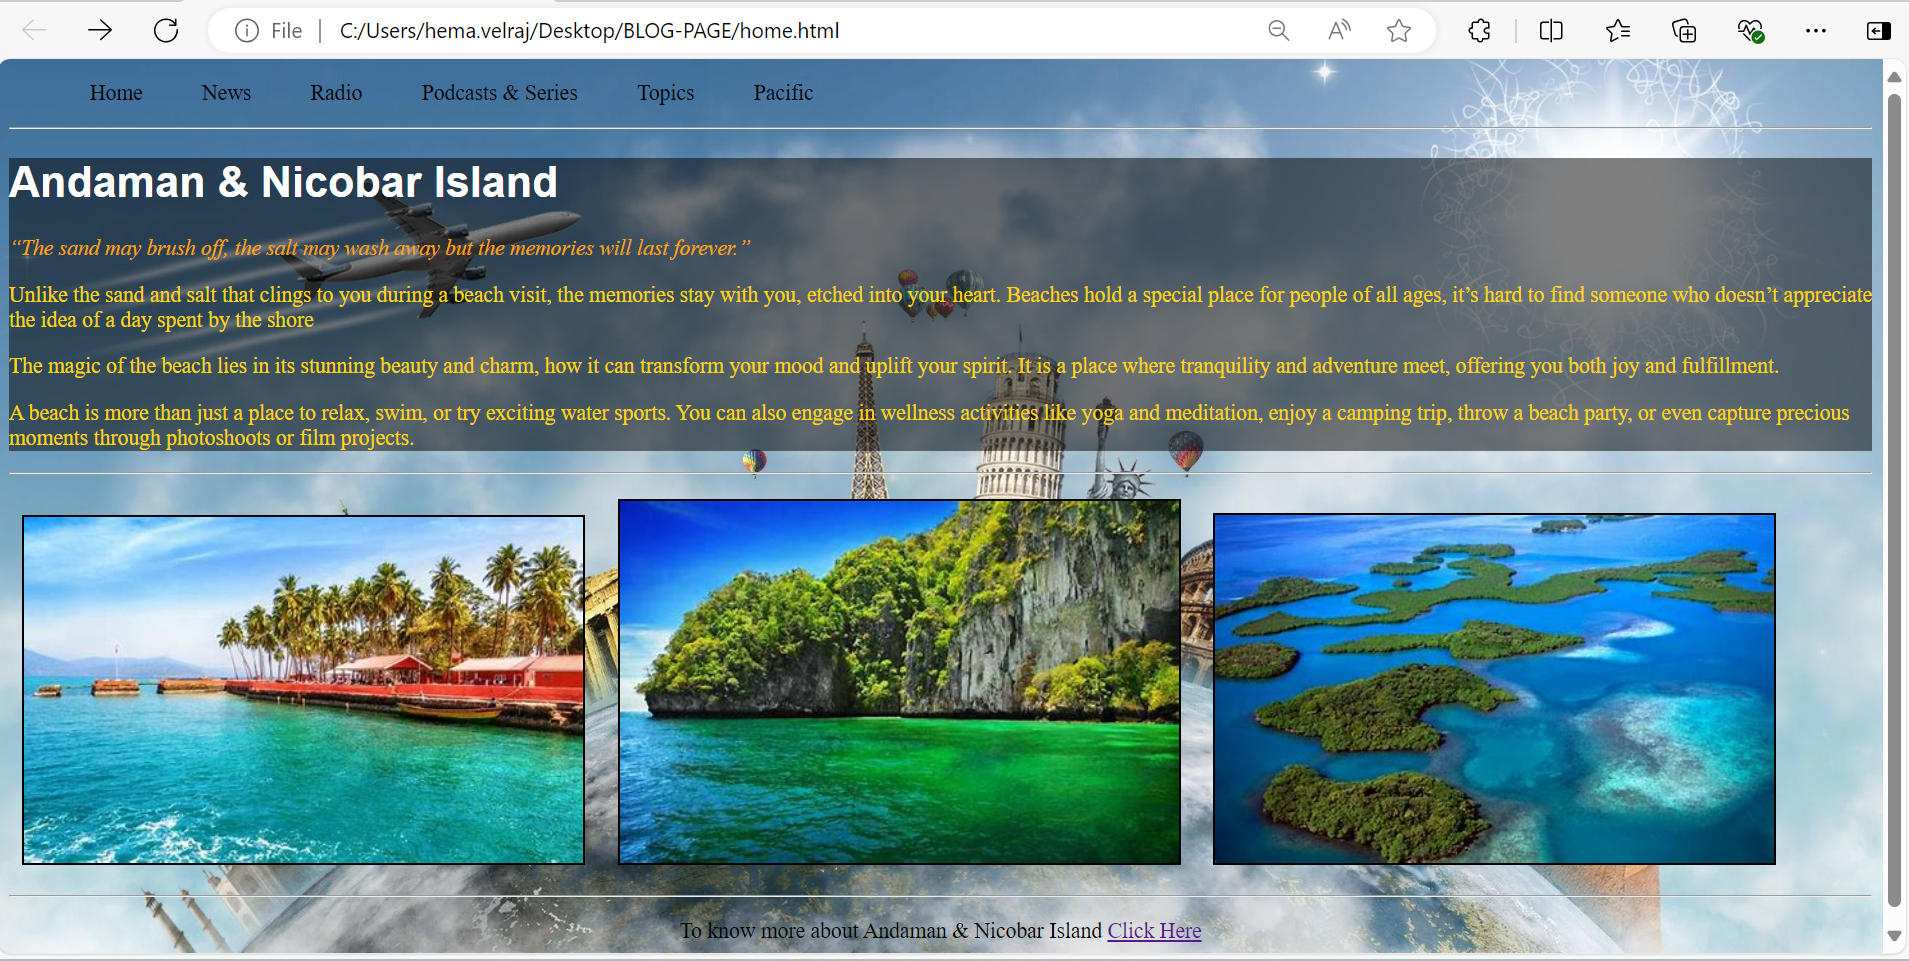 File | C:/Users/hema.velraj/Desktop/BLOG-PAGE/home.html
Home News Radio Podcasts & Series Topics Pacific
Andaman & Nicobar Island
“The sand may brush off, the salt may wash away but the memories will last forever.”
Unlike the sand and salt that clings to you during a beach visit, the memories stay with you, etched into your heart. Beaches hold a special place for people of all ages, it’s hard to find someone who doesn’t appreciate
the idea of a day spent by the shore
The magic of the beach lies in its stunning beauty and charm, how it can transform your mood and uplift your spirit. It is a place where tranquility and adventure meet, offering you both joy and fulfillment.
A beach is more than just a place to relax, swim, or try exciting water sports. You can also engage in wellness activities like yoga and meditation, enjoy a camping trip, throw a beach party, or even capture precious
moments through photoshoots or film projects.
To know more about Andaman & Nicobar Island Click Here